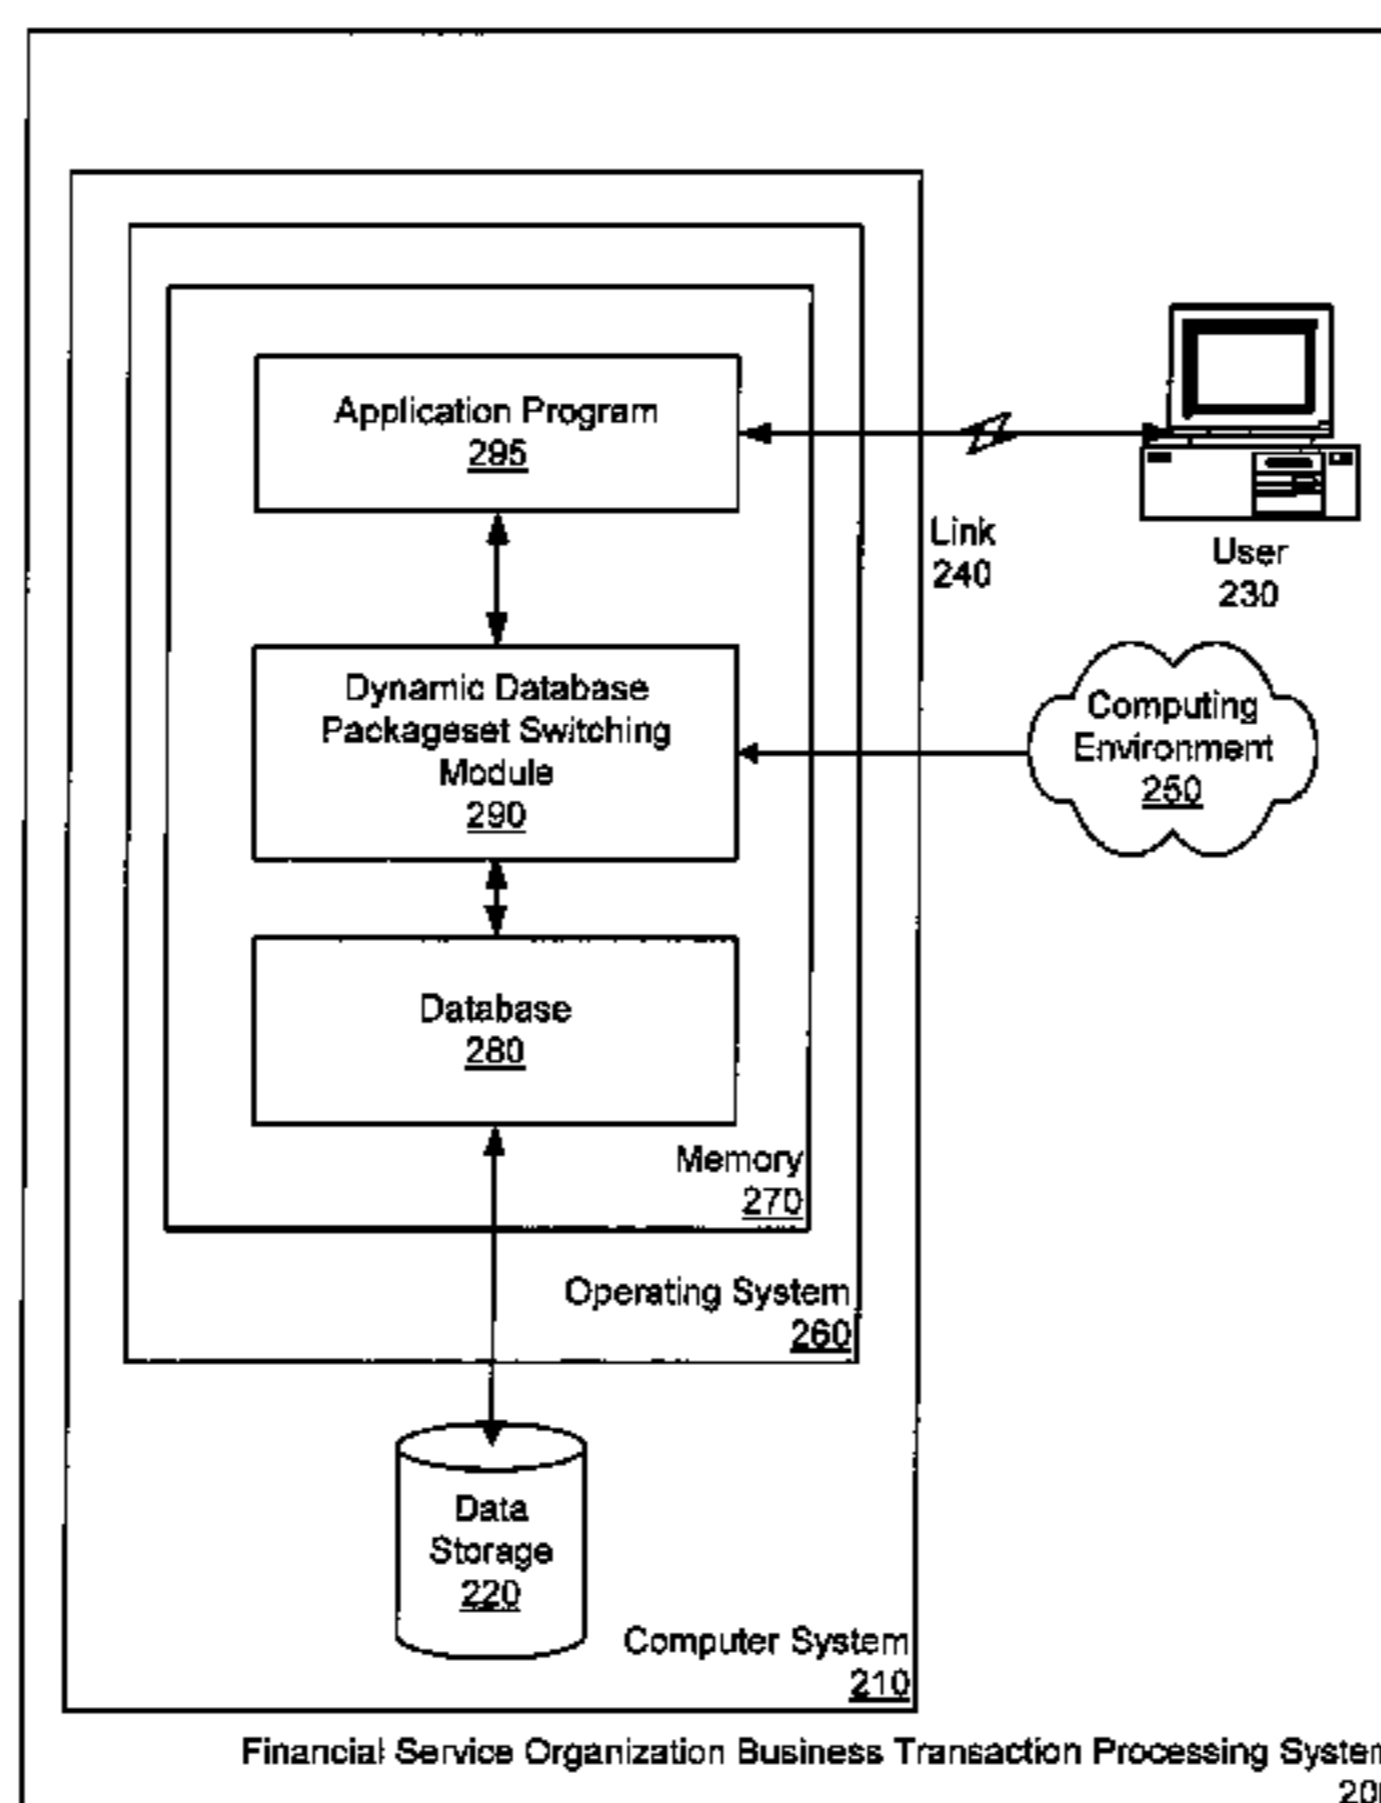 Application Program
295
Link
240
User
230
Dynamic Database
Packageset Switching
Module
290
Computing
Environment
250
Database
280
Memory
270
Operating System
260
Data
Storage
220
Computer System
210
Financial Service Organization Business Transaction Processing